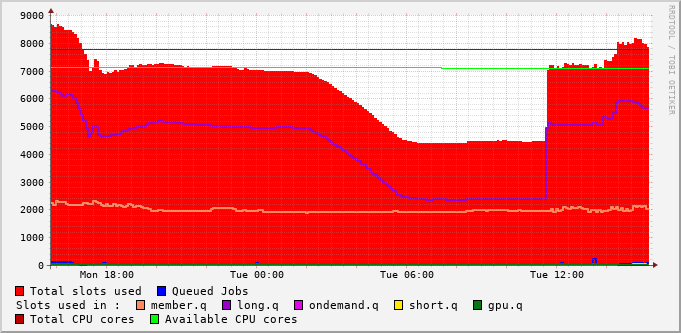 9000
8000
7000
6000
5000
4000
3000
2000
1000
0
Mon 18:00 Tue 00:00 Tue 06:00 Tue 12:00
Total slots used Queued Jobs
Slots used in : member.q long.q ondemand.q short.q gpu.q
Total CPU cores Available CPU cores
RRDTOOL / TOBI OETIKER